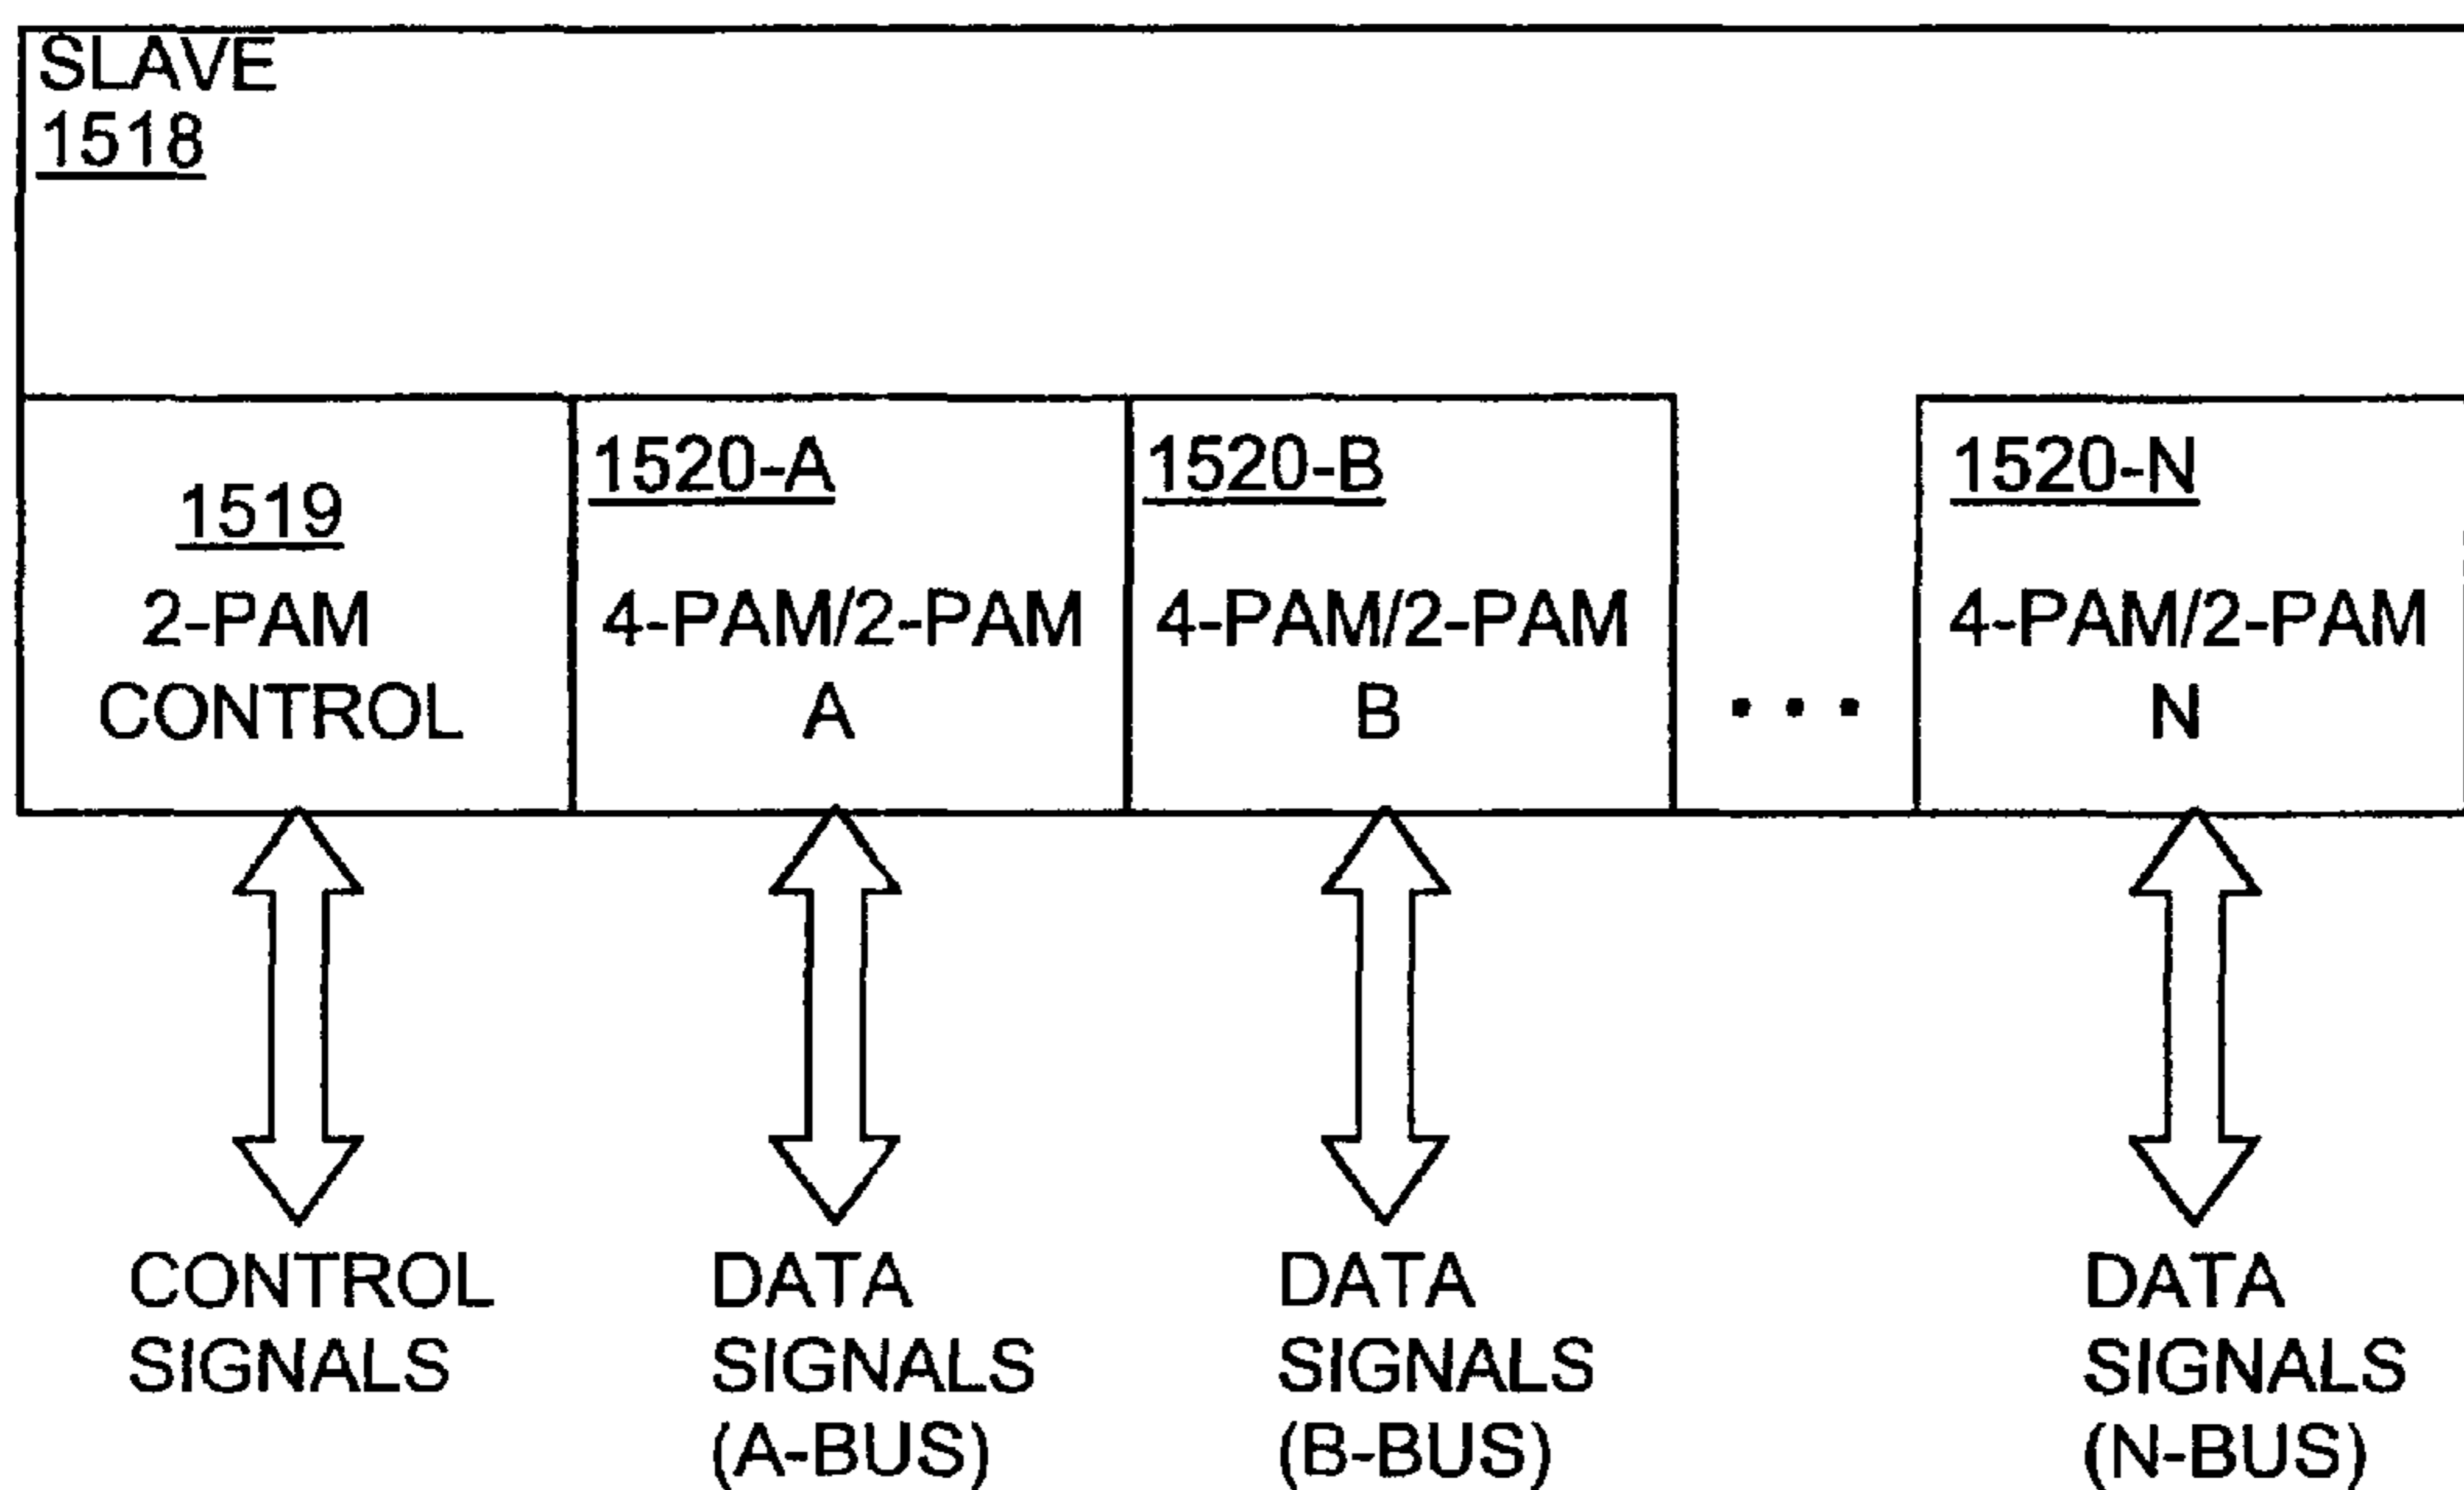 SLAVE
1518
1519
2-PAM
CONTROL
1520-A
4-PAM/2-PAM
A
1520-B
4-PAM/2-PAM
B
...
1520-N
4-PAM/2-PAM
N
CONTROL
SIGNALS
DATA
SIGNALS
(A-BUS)
DATA
SIGNALS
(B-BUS)
DATA
SIGNALS
(N-BUS)